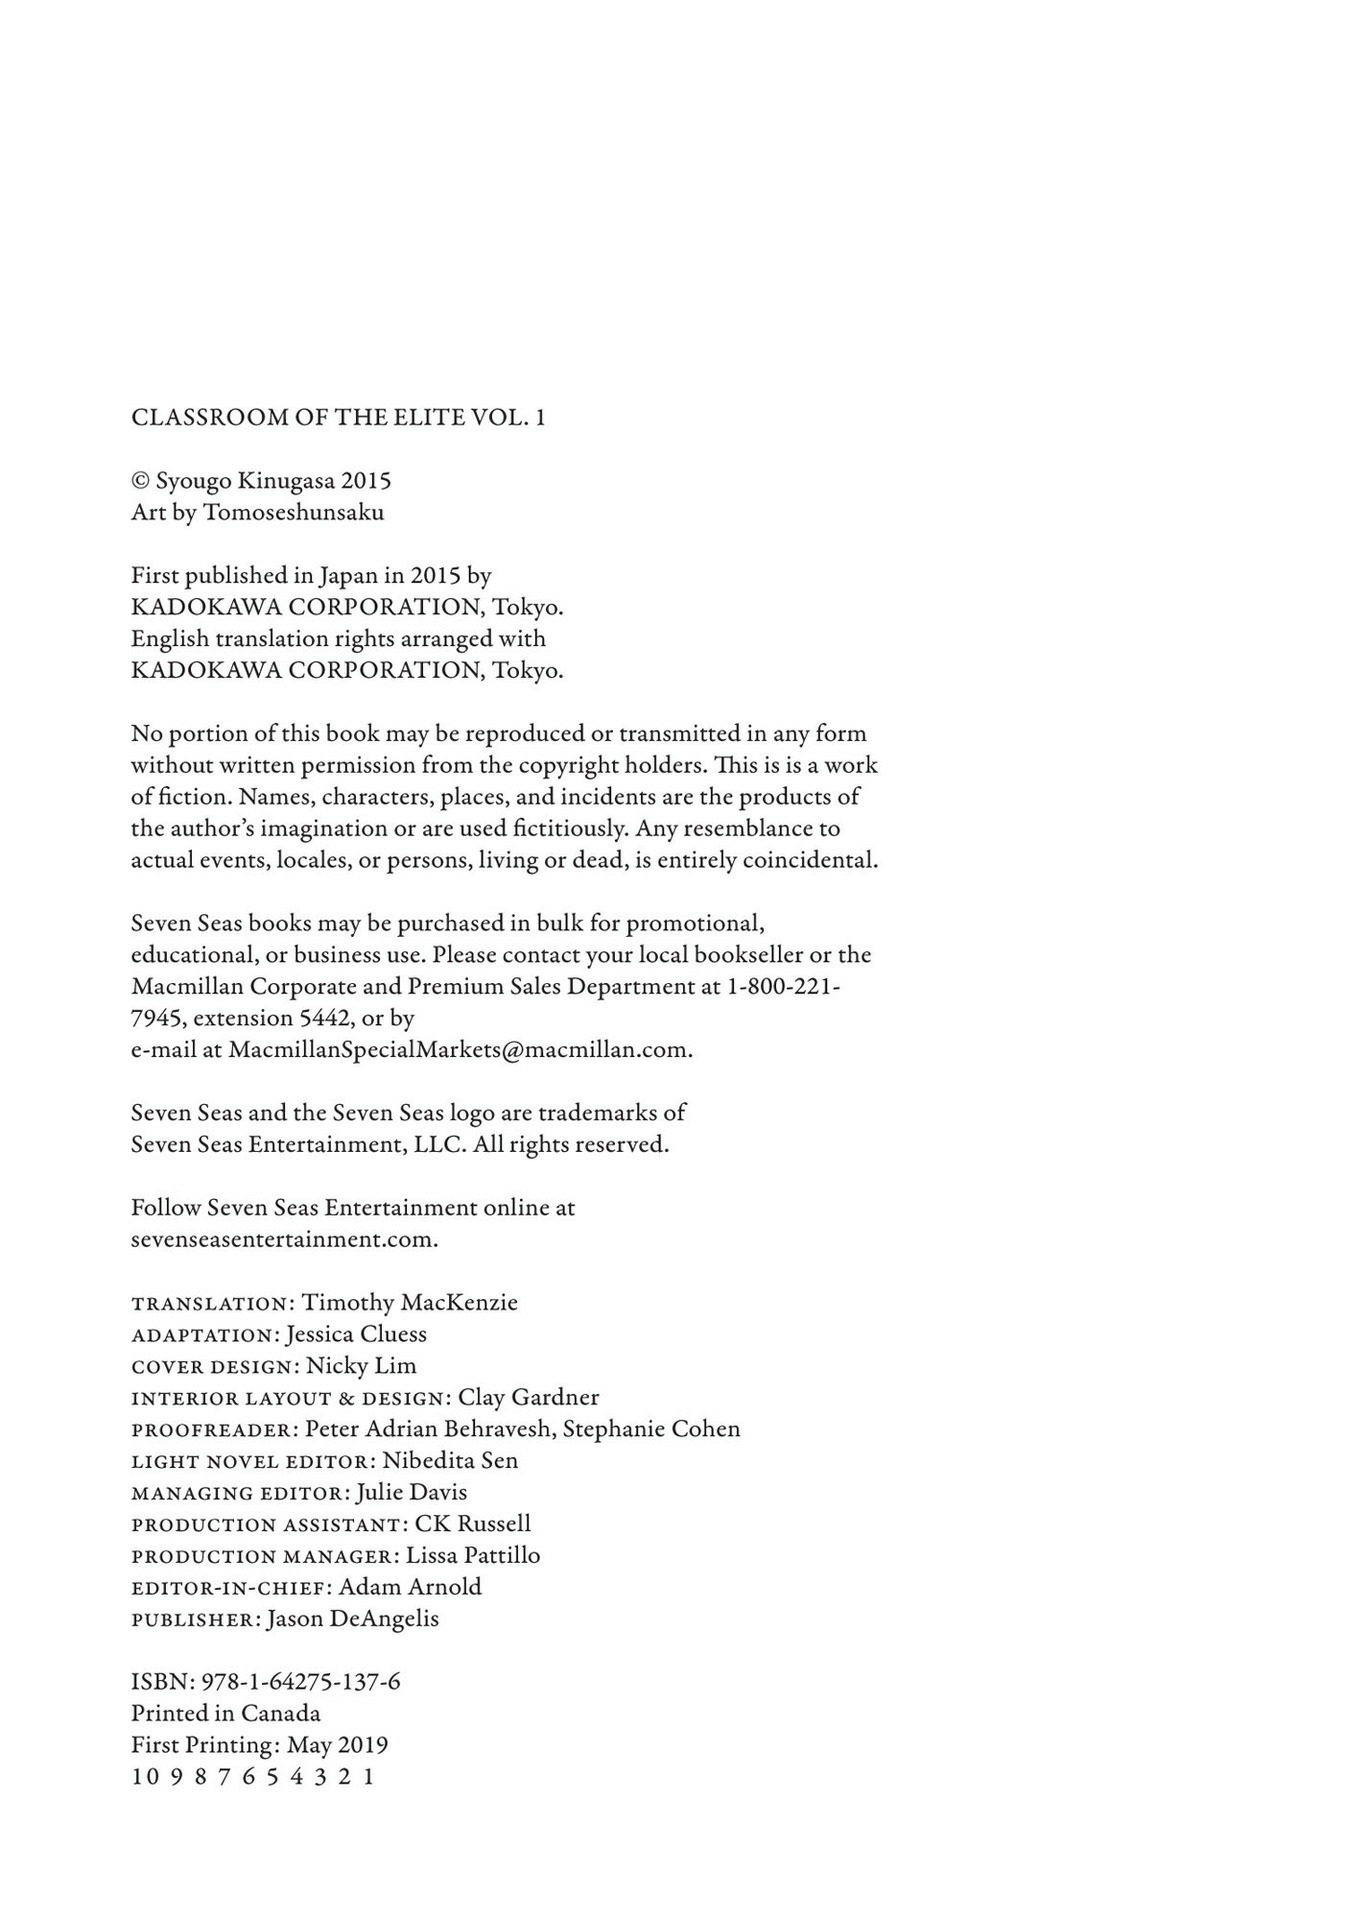 CLASSROOM OF THE ELITE VOL. 1
© Syougo Kinugasa 2015
Art by Tomoseshunsaku
First published in Japan in 2015 by
KADOKAWA CORPORATION, Tokyo.
English translation rights arranged with
KADOKAWA CORPORATION, Tokyo.
No portion of this book may be reproduced or transmitted in any form
without written permission from the copyright holders. This is is a work
of fiction. Names, characters, places, and incidents are the products of
the author’s imagination or are used fictitiously. Any resemblance to
actual events, locales, or persons, living or dead, is entirely coincidental.
Seven Seas books may be purchased in bulk for promotional,
educational, or business use. Please contact your local bookseller or the
Macmillan Corporate and Premium Sales Department at 1-800-221-
7945, extension 5442, or by
e-mail at MacmillanSpecialMarkets@macmillan.com.
Seven Seas and the Seven Seas logo are trademarks of
Seven Seas Entertainment, LLC. All rights reserved.
Follow Seven Seas Entertainment online at
sevenseasentertainment.com.
TRANSLATION: Timothy MacKenzie
ADAPTATION: Jessica Cluess
COVER DESIGN: Nicky Lim
INTERIOR LAYOUT & DESIGN: Clay Gardner
PROOFREADER: Peter Adrian Behravesh, Stephanie Cohen
LIGHT NOVEL EDITOR: Nibedita Sen
MANAGING EDITOR: Julie Davis
PRODUCTION ASSISTANT: CK Russell
PRODUCTION MANAGER: Lissa Pattillo
EDITOR-IN-CHIEF: Adam Arnold
PUBLISHER: Jason DeAngelis
ISBN: 978-1-64275-137-6
Printed in Canada
First Printing: May 2019
10 9 8 7 6 5 4 3 2 1